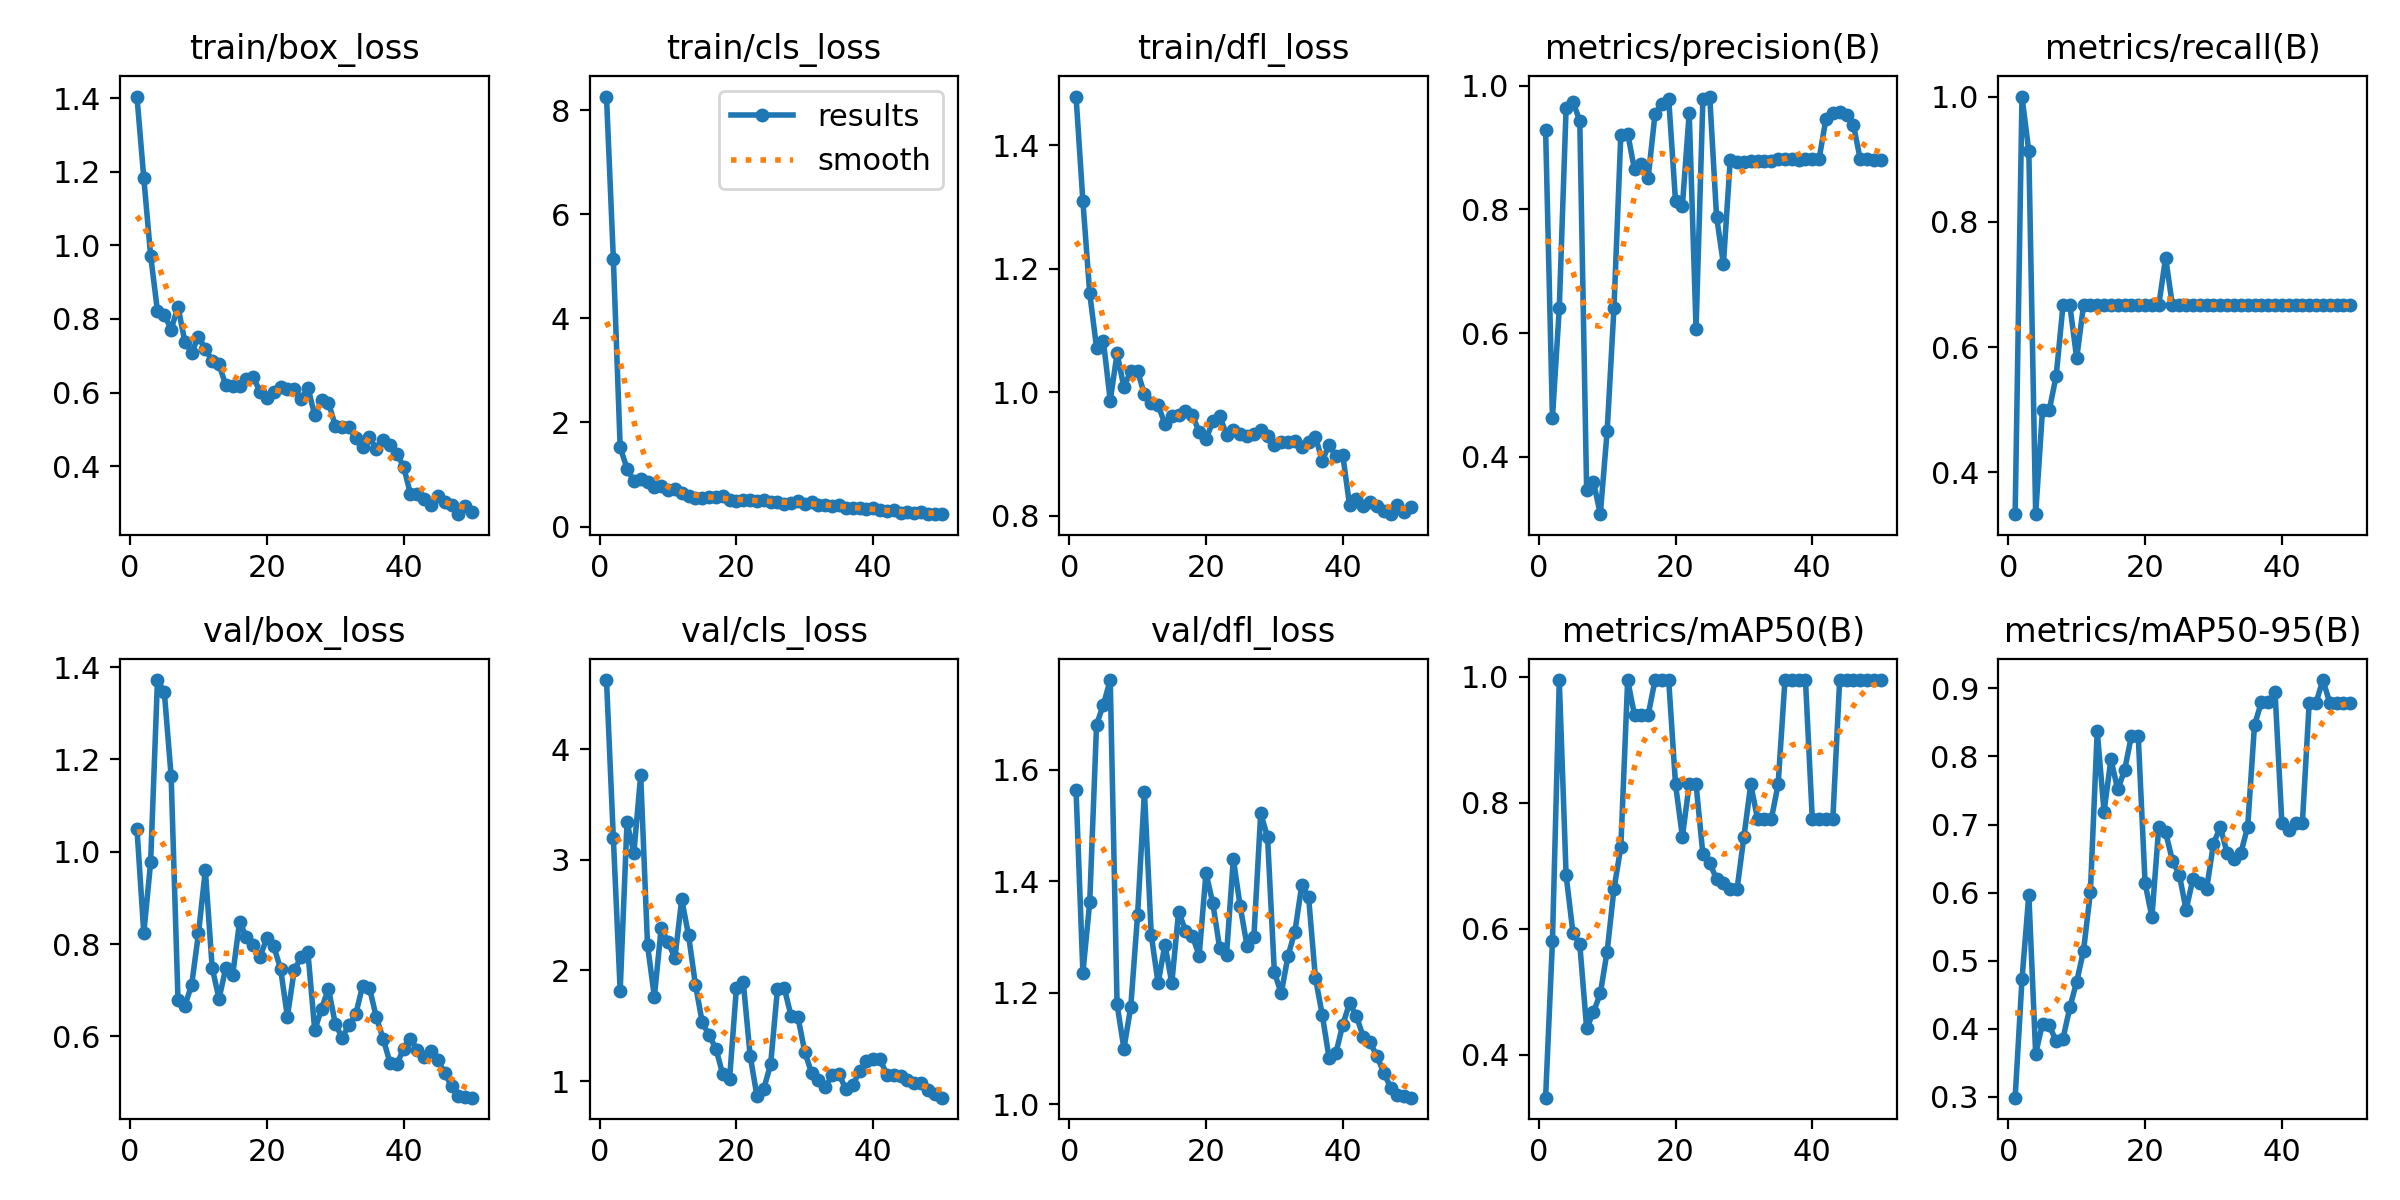 train/box_loss
train/cls_loss
train/dfl_loss
metrics/precision(B)
metrics/recall(B)
1.4
1.2
1.0
0.8
0.6
0.4
0 20 40
8
6
4
2
0
0 20 40
results
smooth
1.4
1.2
1.0
0.8
0 20 40
1.0
0.8
0.6
0.4
0 20 40
1.0
0.8
0.6
0.4
0 20 40
val/box_loss
val/cls_loss
val/dfl_loss
metrics/mAP50(B)
metrics/mAP50-95(B)
1.4
1.2
1.0
0.8
0.6
0 20 40
4
3
2
1
0 20 40
1.6
1.4
1.2
1.0
0 20 40
1.0
0.8
0.6
0.4
0 20 40
0.9
0.8
0.7
0.6
0.5
0.4
0.3
0 20 40